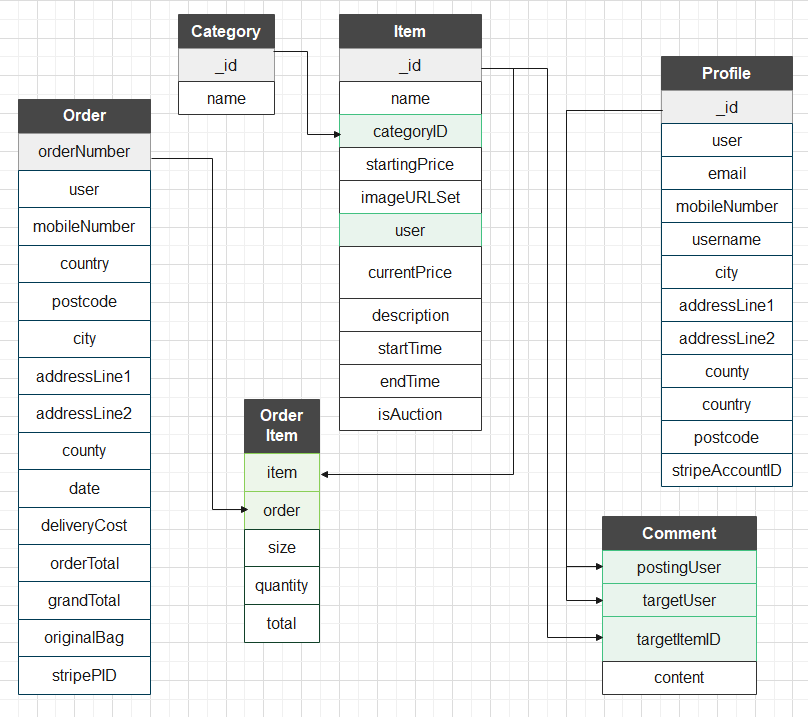 Category
_id
name
Item
_id
name
categoryID
startingPrice
imageURLSet
user
currentPrice
description
startTime
endTime
isAuction
Profile
_id
user
email
mobileNumber
username
city
addressLine1
addressLine2
county
country
postcode
stripeAccountID
Order
orderNumber
user
mobileNumber
country
postcode
city
addressLine1
addressLine2
county
date
deliveryCost
orderTotal
grandTotal
originalBag
stripePID
Order
Item
item
order
size
quantity
total
Comment
postingUser
targetUser
targetItemID
content